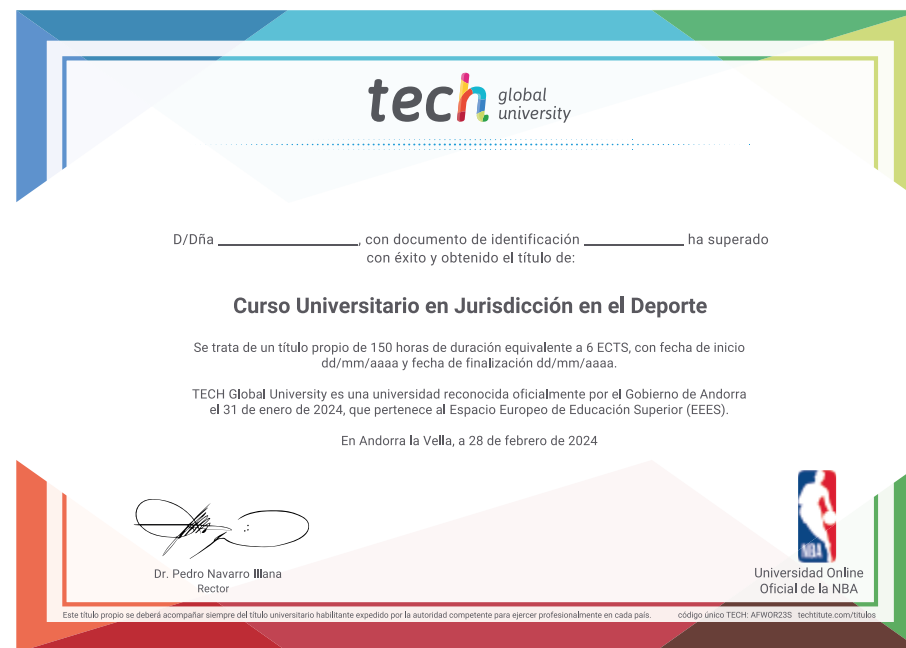 tech global university
D/Dña ______________, con documento de identificación __________ ha superado
con éxito y obtenido el título de:
Curso Universitario en Jurisdicción en el Deporte
Se trata de un título propio de 150 horas de duración equivalente a 6 ECTS, con fecha de inicio
dd/mm/aaaa y fecha de finalización dd/mm/aaaa.
TECH Global University es una universidad reconocida oficialmente por el Gobierno de Andorra
el 31 de enero de 2024, que pertenece al Espacio Europeo de Educación Superior (EEES).
En Andorra la Vella, a 28 de febrero de 2024
Dr. Pedro Navarro Illana
Rector
NBA
Universidad Online
Oficial de la NBA
Este título propio se deberá acompañar siempre del título universitario habilitante expedido por la autoridad competente para ejercer profesionalmente en cada país. código único TECH: AFWOR23S techtitute.com/titulos